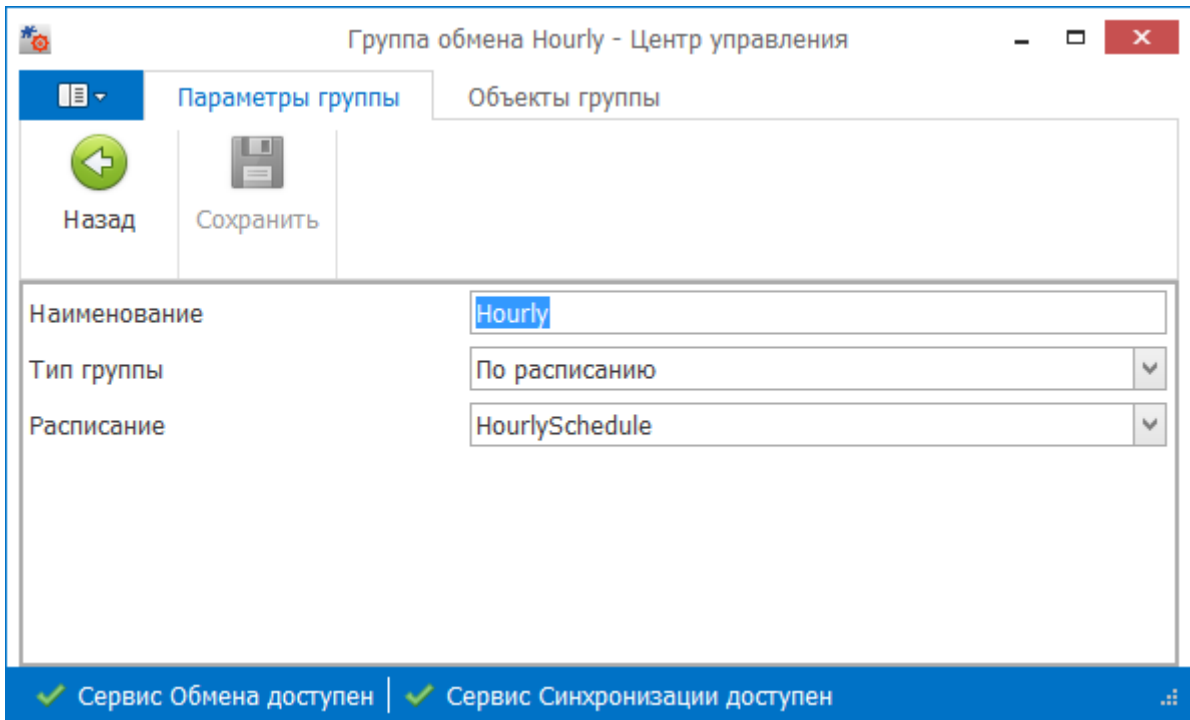 Группа обмена Hourly - Центр управления
Параметры группы Объекты группы
Назад Сохранить
Наименование Hourly
Тип группы По расписанию
Расписание HourlySchedule
Сервис Обмена доступен Сервис Синхронизации доступен